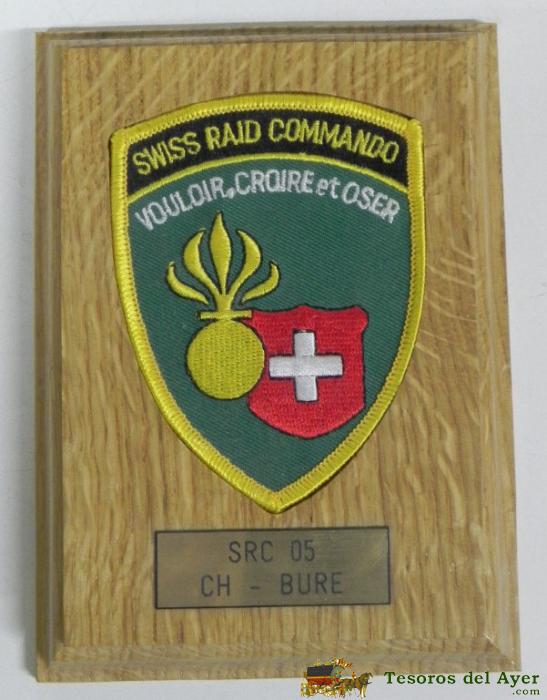 SWISS RAID COMMANDO
VOULOIR, CROIRE et OSER
SRC 05
CH - BURE
Tesoros del Ayer
.com